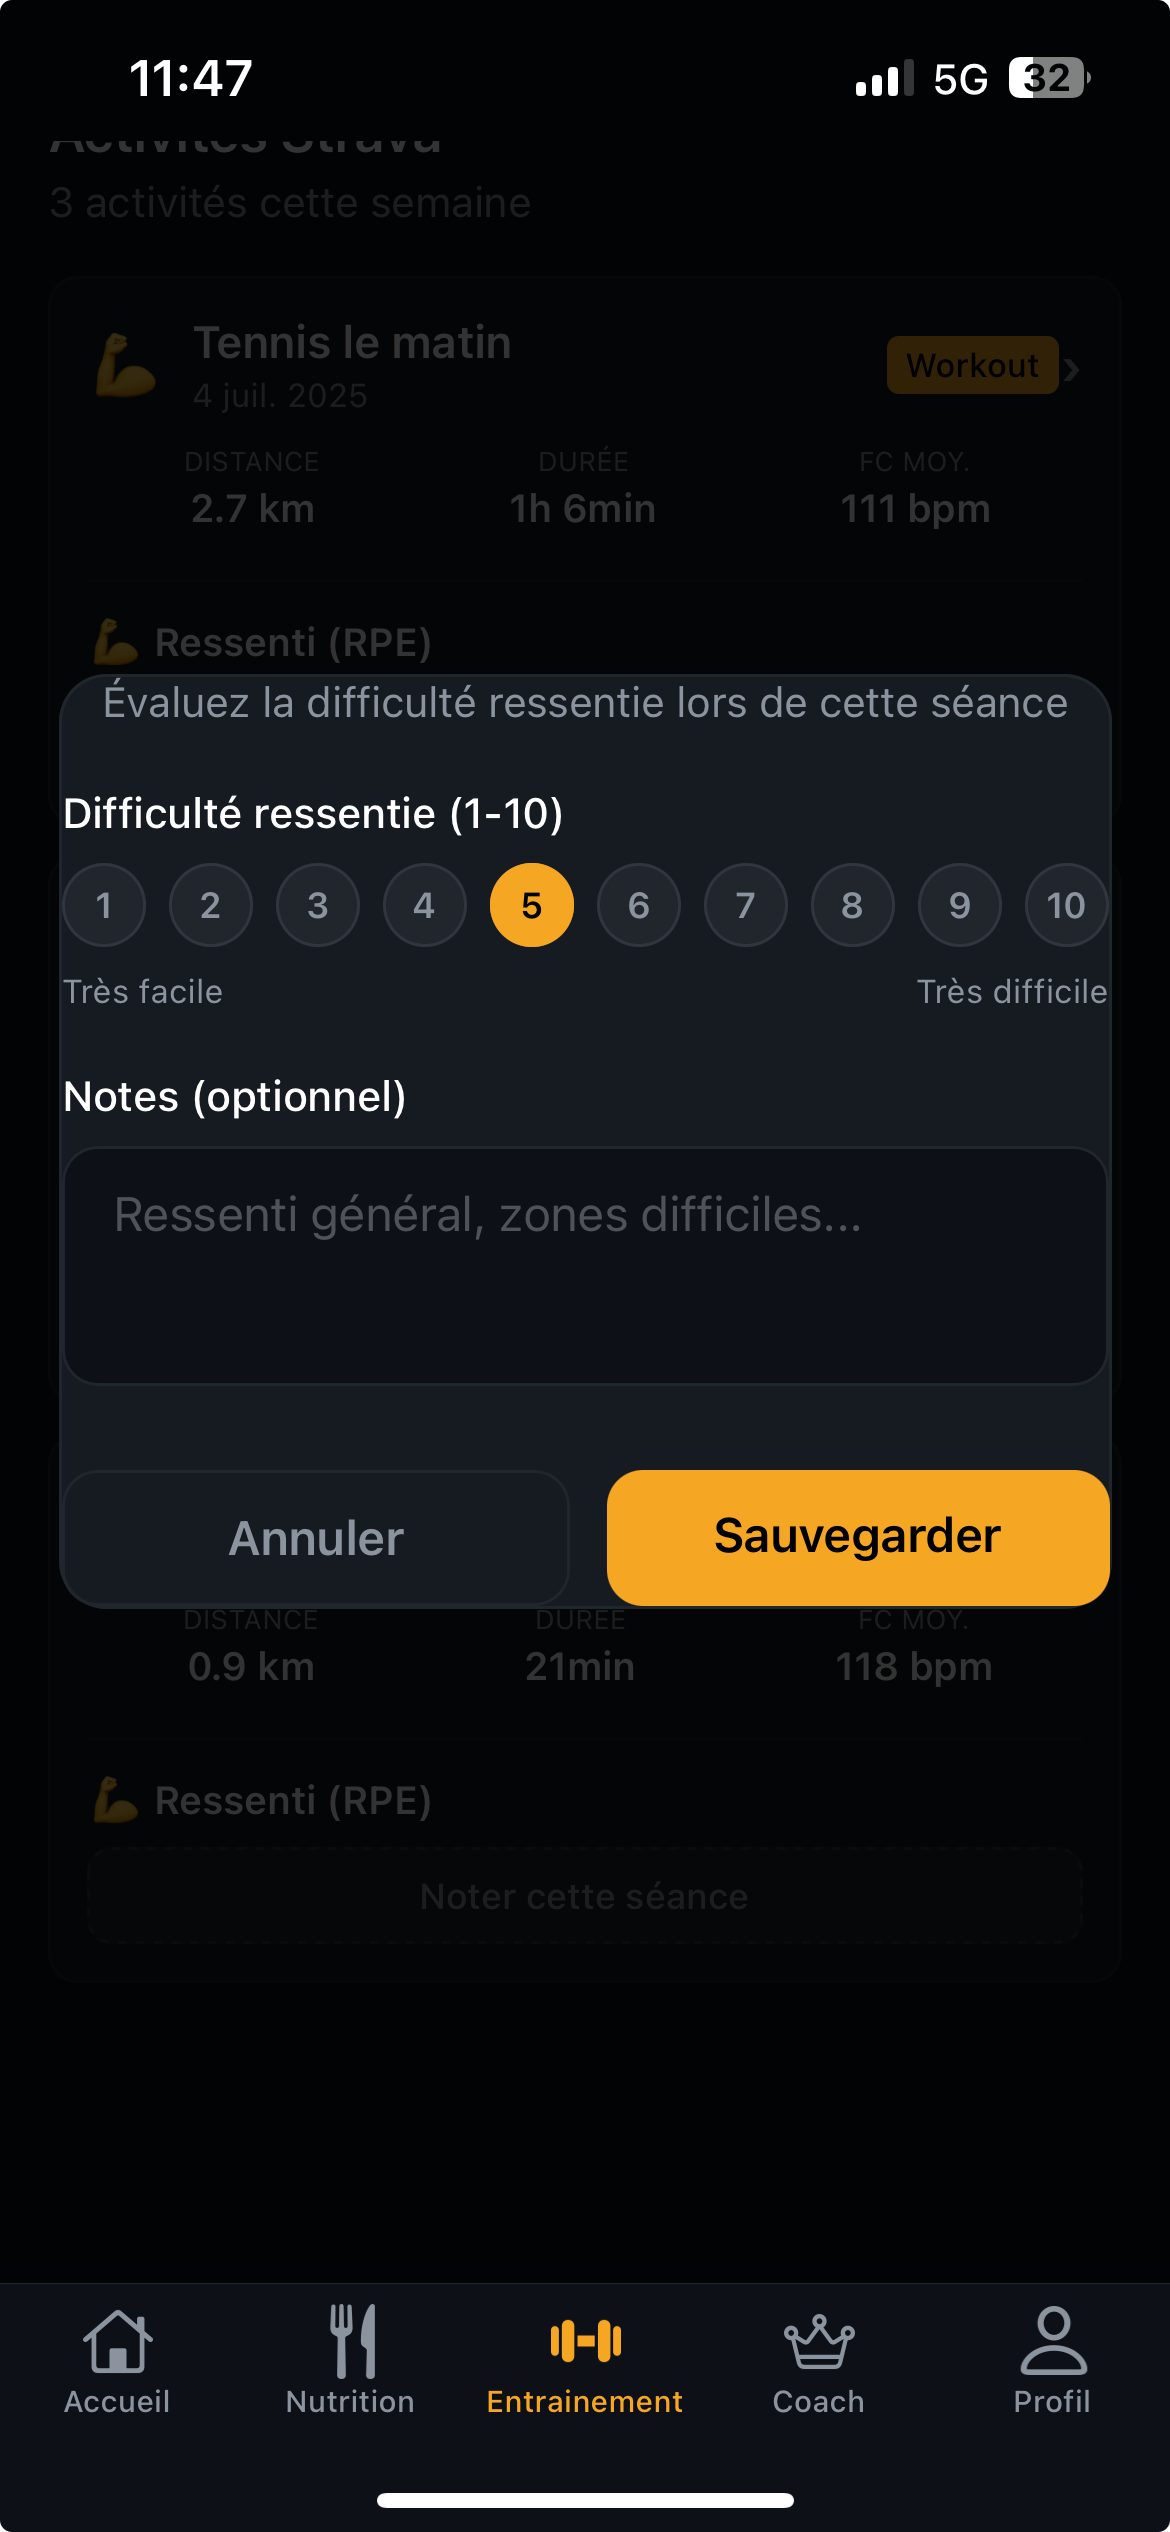 11:47
5G
32
Activités Strava
3 activités cette semaine
Tennis le matin
4 juil. 2025
Workout ›
DISTANCE DURÉE FC MOY.
2.7 km 1h 6min 111 bpm
Ressenti (RPE)
Évaluez la difficulté ressentie lors de cette séance
Difficulté ressentie (1-10)
1 2 3 4 5 6 7 8 9 10
Très facile Très difficile
Notes (optionnel)
Ressenti général, zones difficiles...
Annuler Sauvegarder
DISTANCE DURÉE FC MOY.
0.9 km 21min 118 bpm
Ressenti (RPE)
Noter cette séance
Accueil Nutrition Entrainement Coach Profil